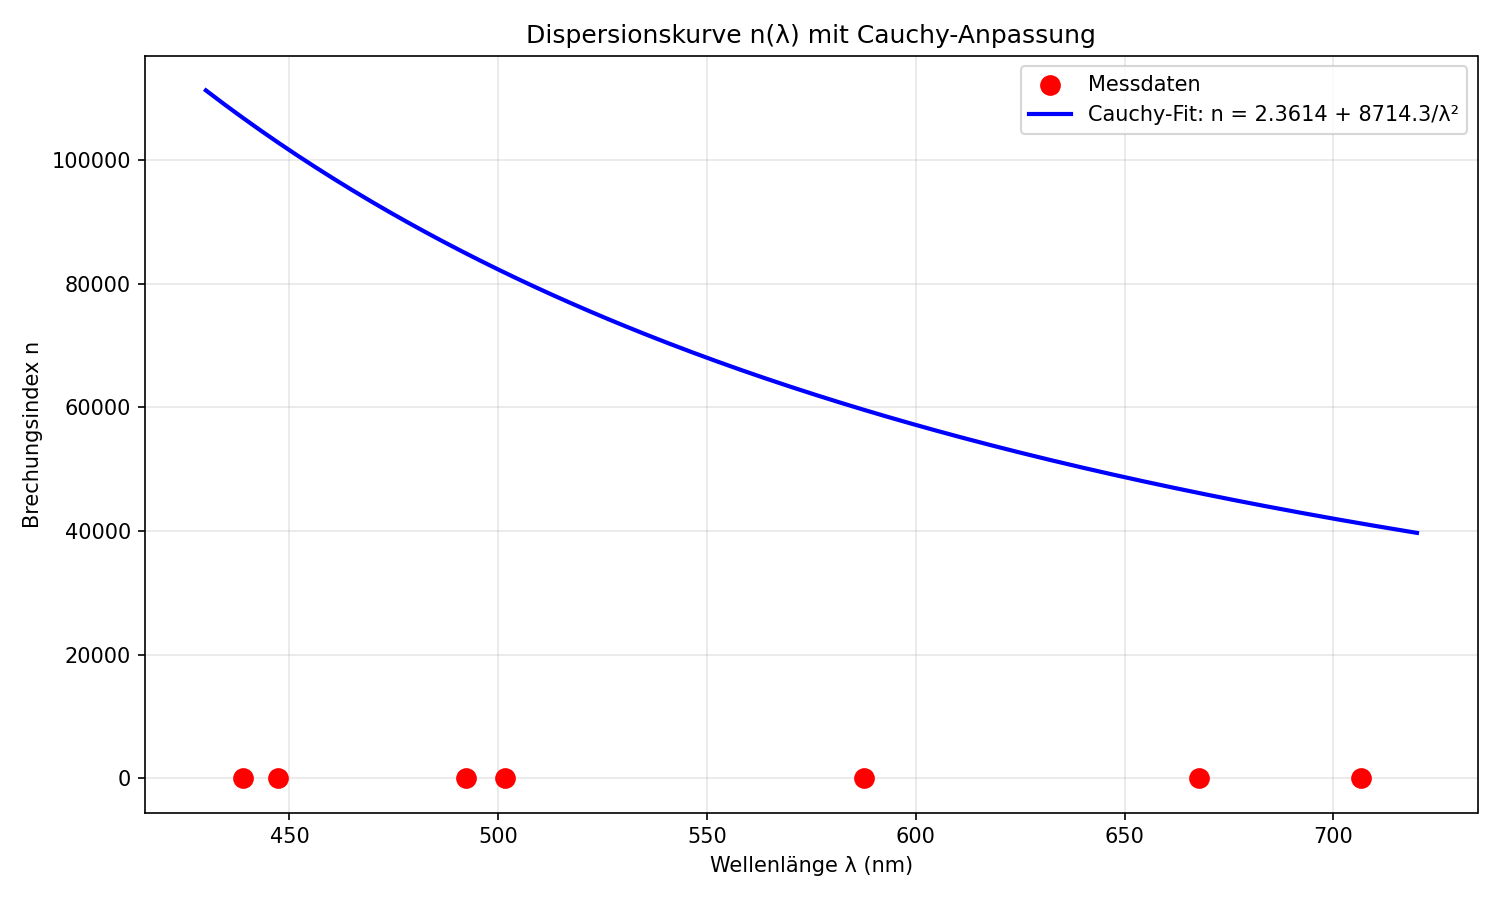 Dispersionskurve n(λ) mit Cauchy-Anpassung
Messdaten
Cauchy-Fit: n = 2.3614 + 8714.3/λ²
Brechungsindex n
100000
80000
60000
40000
20000
0
450
500
550
600
650
700
Wellenlänge λ (nm)